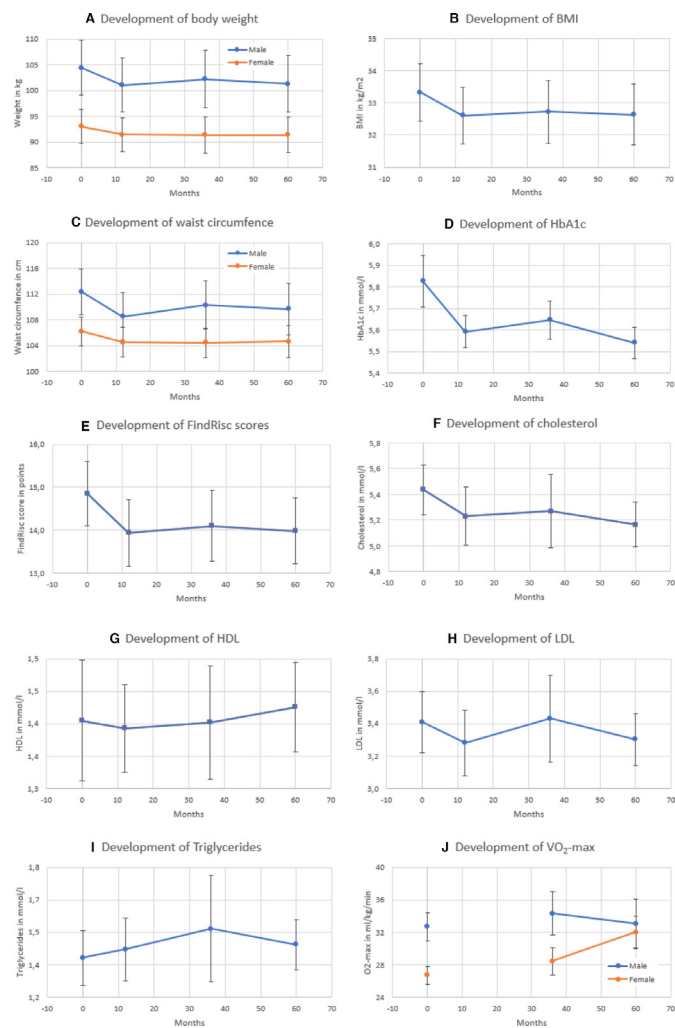 A Development of body weight
110
105
100
95
90
85
Weight in kg
Male
Female
-10 0 10 20 30 40 50 60 70
Months
B Development of BMI
35
34
33
32
31
BMI in kg/m2
-10 0 10 20 30 40 50 60 70
Months
C Development of waist circumfence
120
116
112
108
104
100
Waist circumfence in cm
Male
Female
-10 0 10 20 30 40 50 60 70
Months
D Development of HbA1c
6,0
5,8
5,6
5,4
HbA1c in mmol/l
-10 0 10 20 30 40 50 60 70
Months
E Development of FindRisc scores
16,0
15,0
14,0
13,0
FindRisc score in points
-10 0 10 20 30 40 50 60 70
Months
F Development of cholesterol
5,8
5,4
5,2
5,0
4,8
Cholesterol in mmol/l
-10 0 10 20 30 40 50 60 70
Months
G Development of HDL
1,5
1,5
1,4
1,4
1,3
HDL in mmol/l
-10 0 10 20 30 40 50 60 70
Months
H Development of LDL
3,8
3,6
3,4
3,2
3,0
LDL in mmol/l
-10 0 10 20 30 40 50 60 70
Months
I Development of Triglycerides
1,8
1,7
1,5
1,4
1,2
Triglycerides in mmol/l
-10 0 10 20 30 40 50 60 70
Months
J Development of VO₂-max
36
32
28
24
O2-max in ml/kg/min
Male
Female
-10 0 10 20 30 40 50 60 70
Months